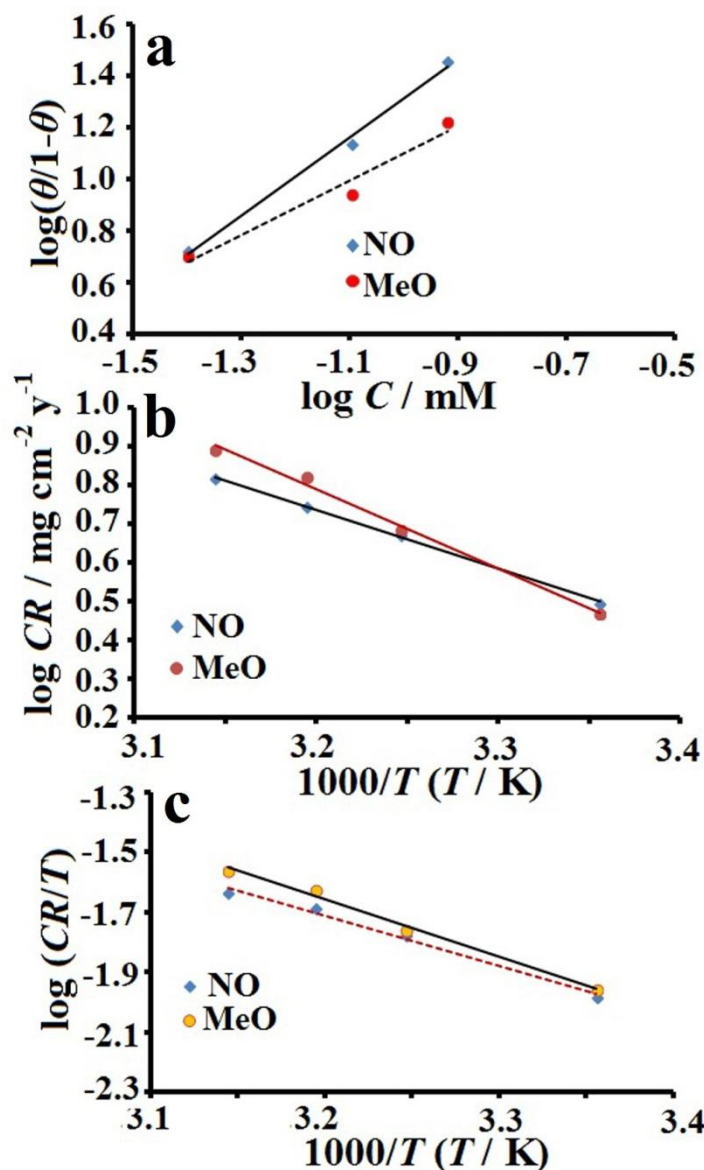 a
1.6
1.4
1.2
1.0
0.8
0.6
0.4
log(θ/1-θ)
NO
MeO
-1.5 -1.3 -1.1 -0.9 -0.7 -0.5
log C / mM
b
1.0
0.9
0.8
0.7
0.6
0.5
0.4
0.3
0.2
log CR / mg cm⁻² y⁻¹
NO
MeO
3.1 3.2 3.3 3.4
1000/T (T / K)
c
-1.3
-1.5
-1.7
-1.9
-2.1
-2.3
log (CR/T)
NO
MeO
3.1 3.2 3.3 3.4
1000/T (T / K)